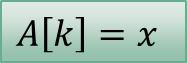 A[k] = x